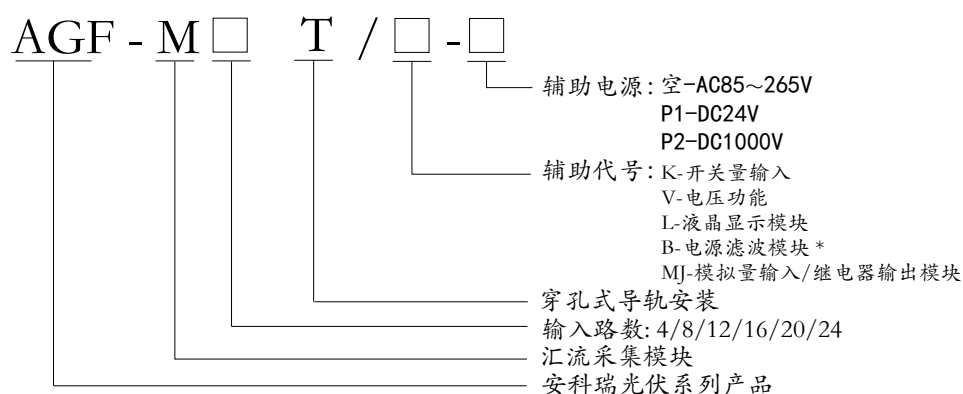 AGF - M□ T / □ -□
辅助电源: 空-AC85～265V
P1-DC24V
P2-DC1000V
辅助代号: K-开关量输入
V-电压功能
L-液晶显示模块
B-电源滤波模块 *
MJ-模拟量输入/继电器输出模块
穿孔式导轨安装
输入路数: 4/8/12/16/20/24
汇流采集模块
安科瑞光伏系列产品